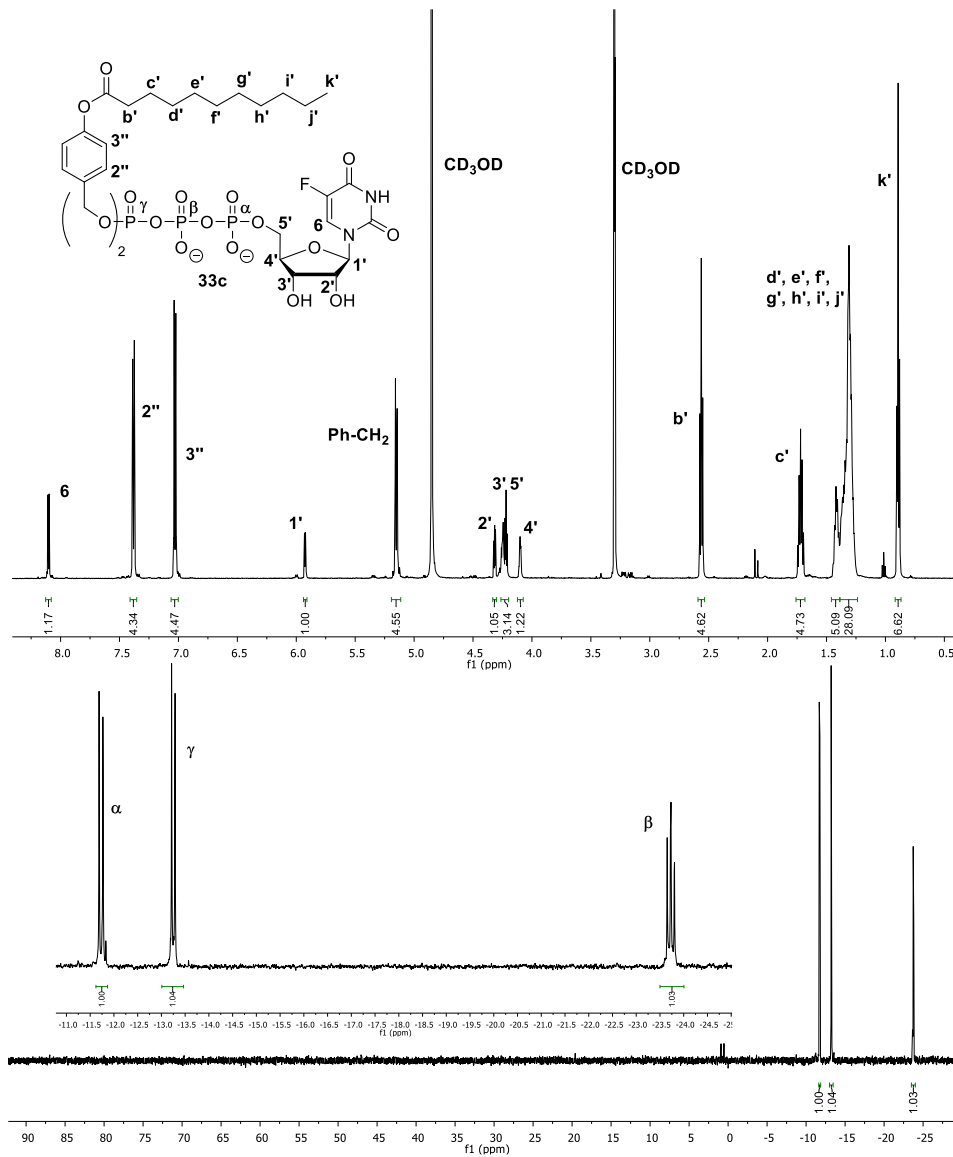 O
c' e' g' i' k'
b' d' f' h' j'
O
3''
2''
O O O
γ β α
O P O P O P O
2
O⊖ O⊖
5'
F O
NH
6
N O
4' O 1'
3' 2'
OH OH
33c
CD3OD
CD3OD
k'
d', e', f',
g', h', i', j'
6
2''
3''
1'
Ph-CH2
2'
3' 5'
4'
b'
c'
1.17 4.34 4.47 1.00 4.55 1.05 3.14 1.22 4.62 4.73 5.09 28.09 6.62
8.0 7.5 7.0 6.5 6.0 5.5 5.0 4.5 4.0 3.5 3.0 2.5 2.0 1.5 1.0 0.5
f1 (ppm)
α
γ
β
1.00 1.04 1.03
-11.0 -11.5 -12.0 -12.5 -13.0 -13.5 -14.0 -14.5 -15.0 -15.5 -16.0 -16.5 -17.0 -17.5 -18.0 -18.5 -19.0 -19.5 -20.0 -20.5 -21.0 -21.5 -22.0 -22.5 -23.0 -23.5 -24.0 -24.5
f1 (ppm)
1.00 1.04 1.03
90 85 80 75 70 65 60 55 50 45 40 35 30 25 20 15 10 5 0 -5 -10 -15 -20 -25
f1 (ppm)